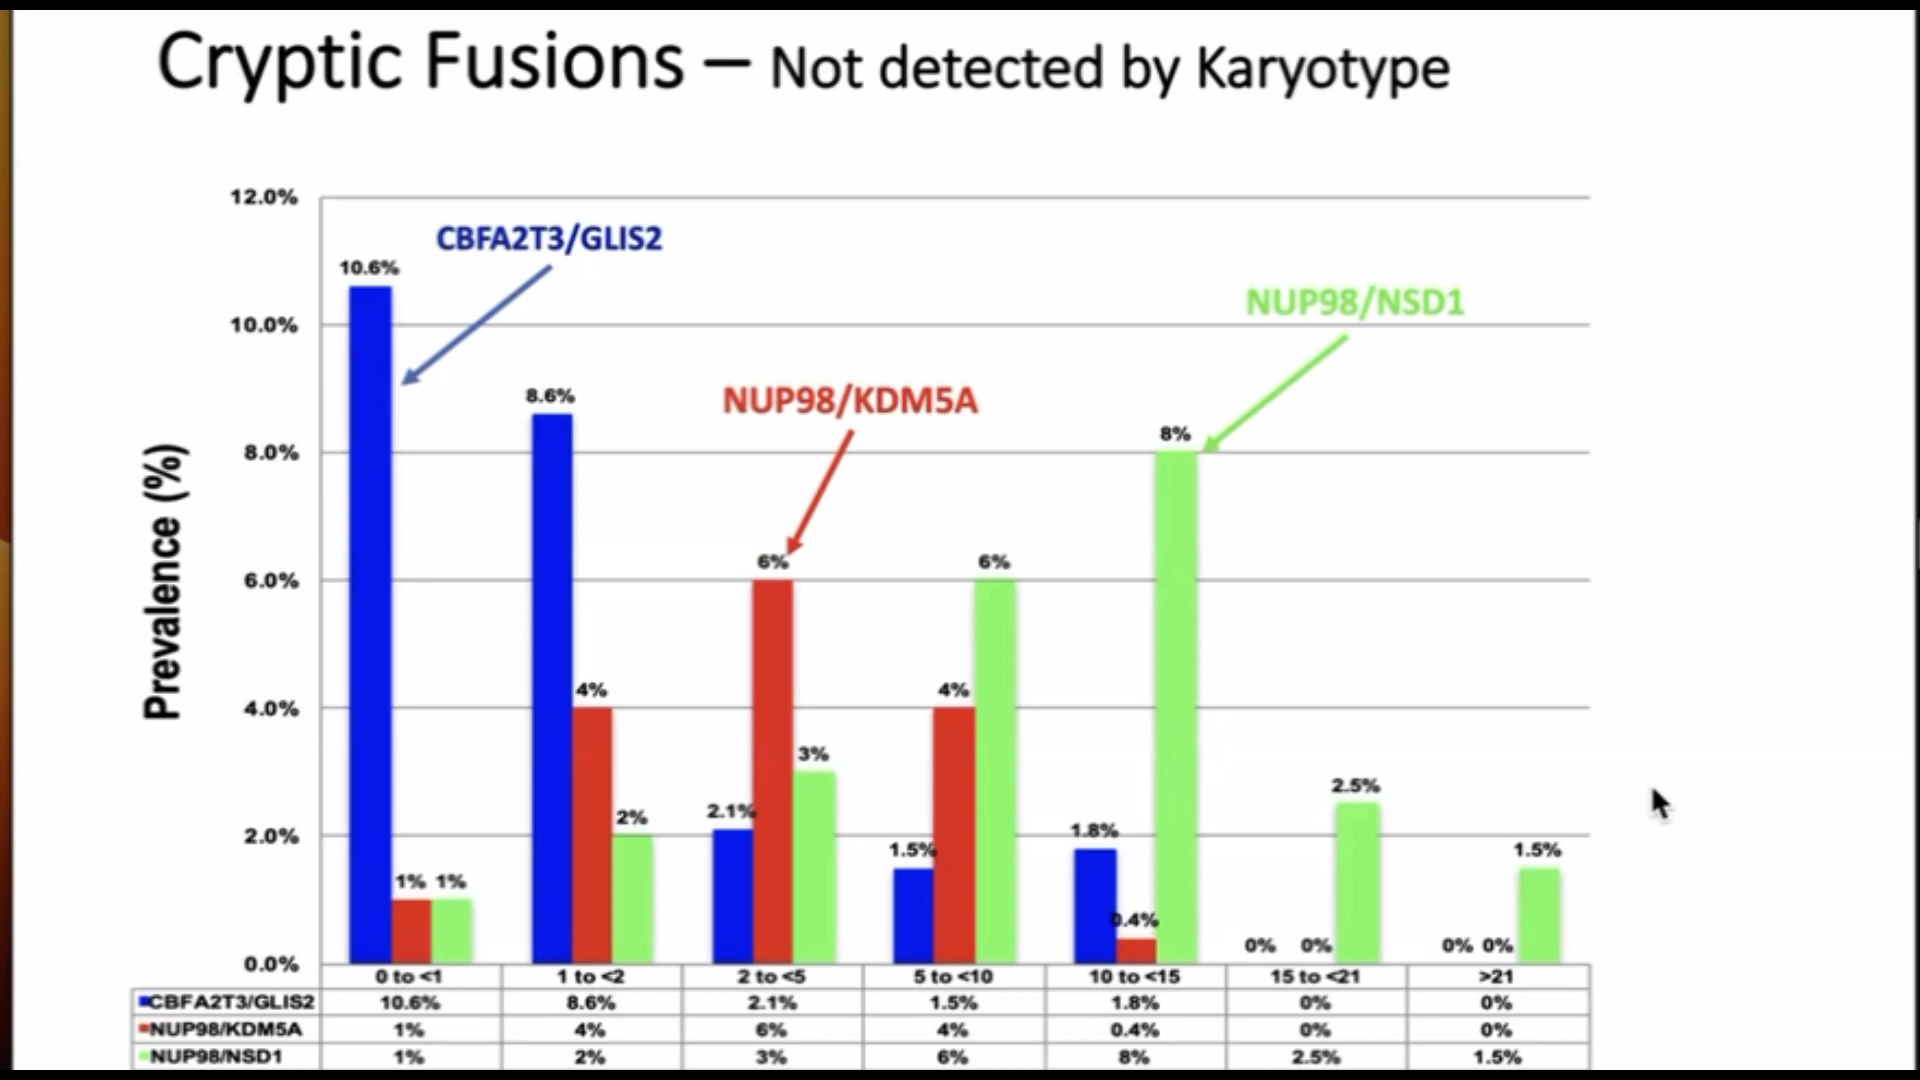 Cryptic Fusions – Not detected by Karyotype
12.0%
10.0%
8.0%
6.0%
4.0%
2.0%
0.0%
Prevalence (%)
CBFA2T3/GLIS2
NUP98/KDM5A
NUP98/NSD1
10.6% 1% 1%
8.6% 4% 2%
2.1% 6% 3%
1.5% 4% 6%
1.8% 0.4% 8%
0% 0% 2.5%
0% 0% 1.5%
0 to <1 1 to <2 2 to <5 5 to <10 10 to <15 15 to <21 >21
CBFA2T3/GLIS2 10.6% 8.6% 2.1% 1.5% 1.8% 0% 0%
NUP98/KDM5A 1% 4% 6% 4% 0.4% 0% 0%
NUP98/NSD1 1% 2% 3% 6% 8% 2.5% 1.5%